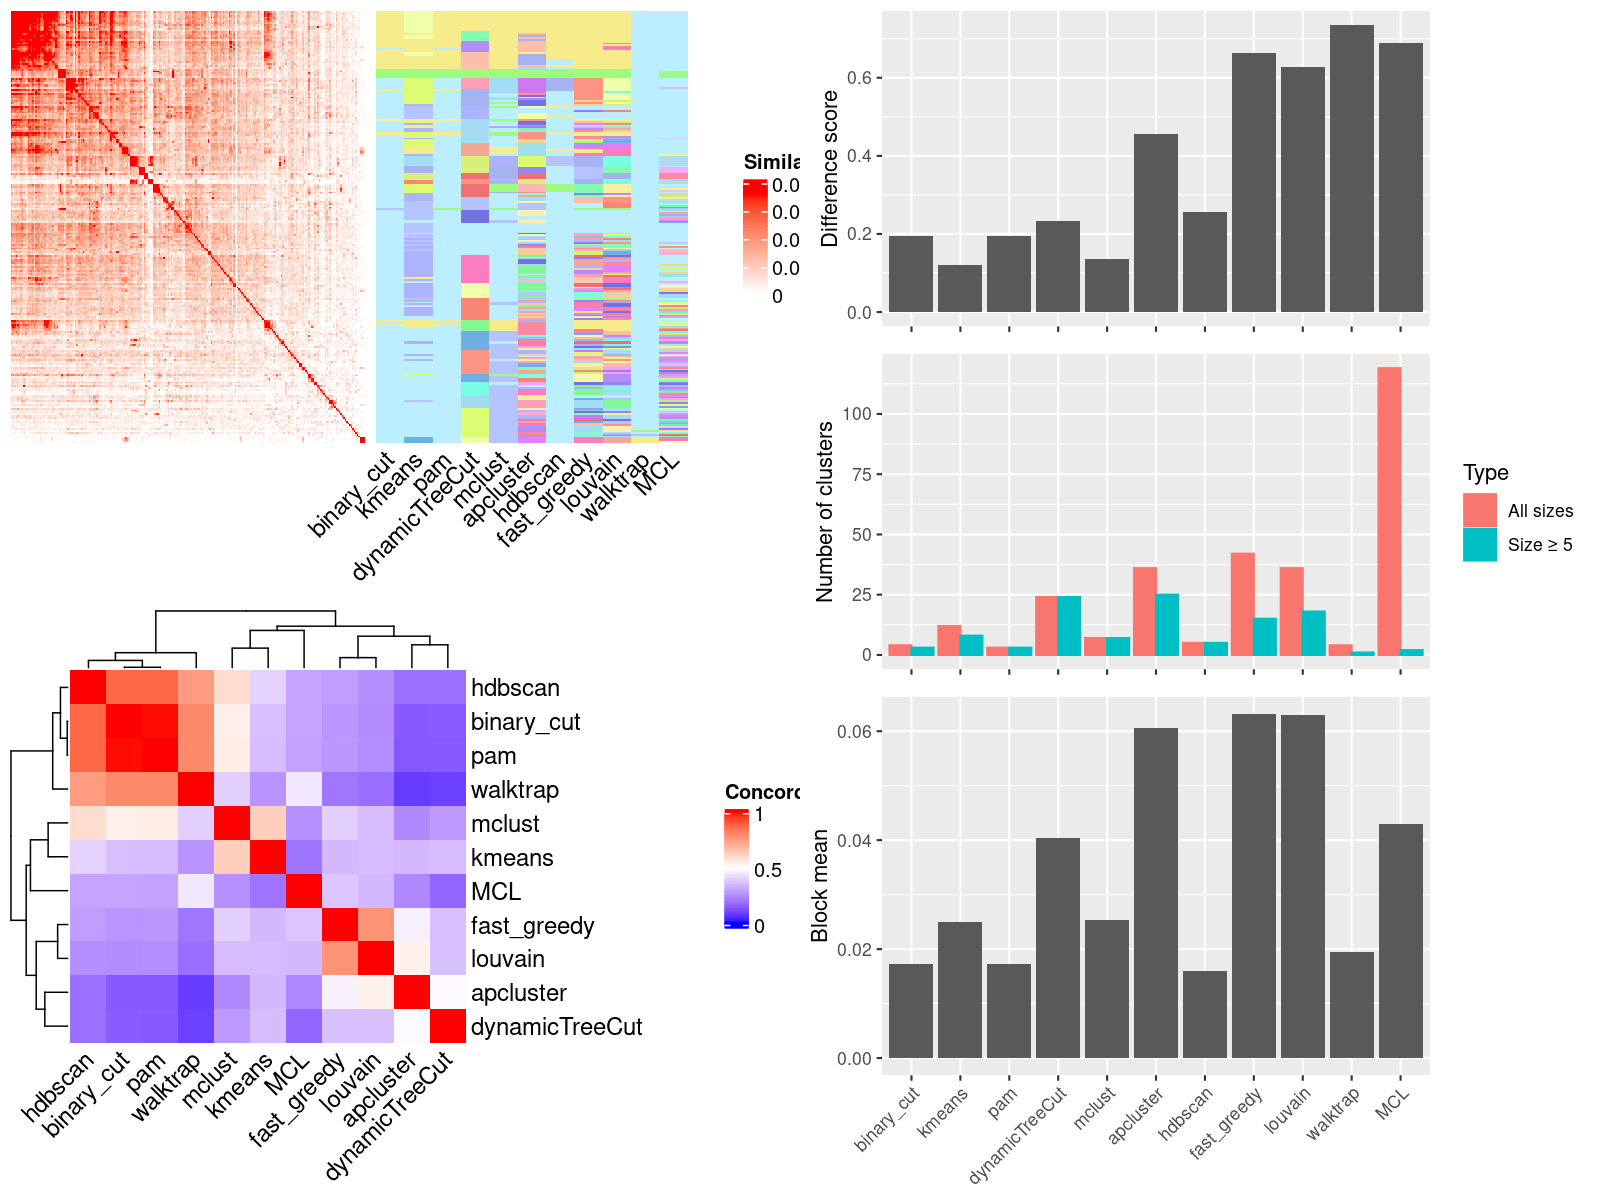 Simila
0.0
0.0
0.0
0.0
0
binary_cut
kmeans
pam
dynamicTreeCut
mclust
apcluster
hdbscan
fast_greedy
louvain
walktrap
MCL
hdbscan
binary_cut
pam
walktrap
mclust
kmeans
MCL
fast_greedy
louvain
apcluster
dynamicTreeCut
Concord
1
0.5
0
hdbscan
binary_cut
pam
walktrap
mclust
kmeans
MCL
fast_greedy
louvain
apcluster
dynamicTreeCut
Difference score
0.6
0.4
0.2
0.0
Number of clusters
100
75
50
25
0
Type
All sizes
Size ≥ 5
Block mean
0.06
0.04
0.02
0.00
binary_cut
kmeans
pam
dynamicTreeCut
mclust
apcluster
hdbscan
fast_greedy
louvain
walktrap
MCL